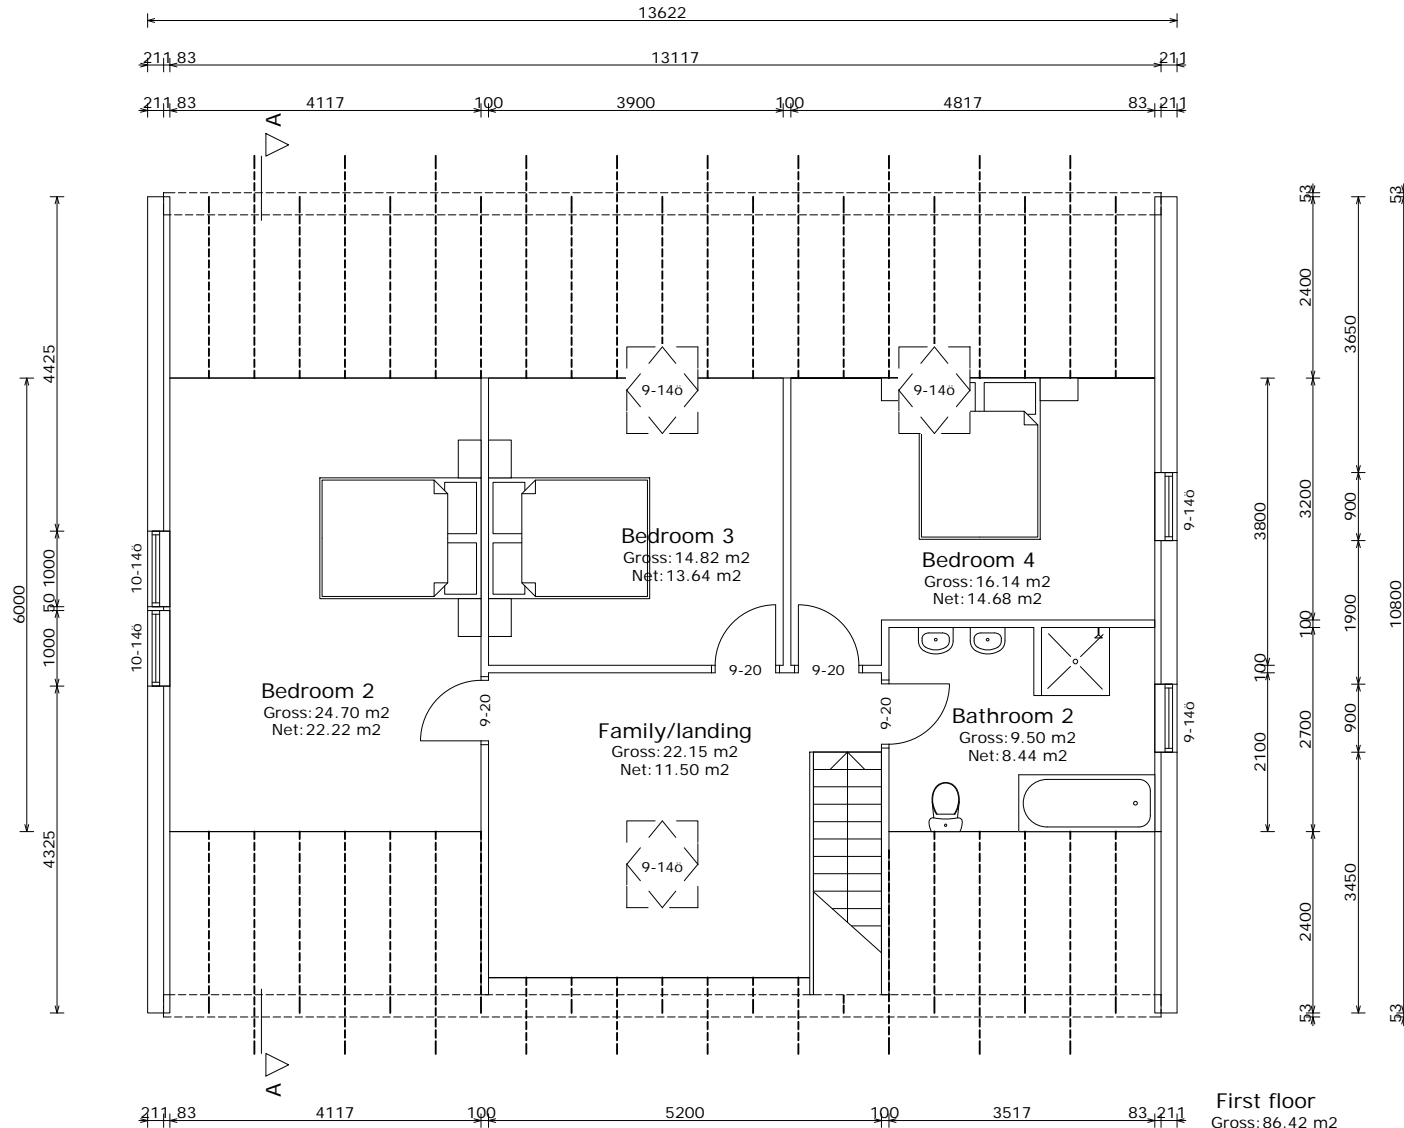 13622
211 83 13117 211
211 83 4117 100 3900 100 4817 83 211
A
53
53
2400
3650
4425
9-14ö
9-14ö
3800
3200
900
6000
10-14ö
1000
50
9-14ö
Bedroom 3
Gross:14.82 m2
Net:13.64 m2
Bedroom 4
Gross:16.14 m2
Net:14.68 m2
1900
10800
10-14ö
1000
100
100
9-20
9-20
Bedroom 2
Gross:24.70 m2
Net:22.22 m2
9-20
Family/landing
Gross:22.15 m2
Net:11.50 m2
9-20
Bathroom 2
Gross:9.50 m2
Net:8.44 m2
9-14ö
2100
2700
900
4325
9-14ö
3450
2400
53
53
A
211 83 4117 100 5200 100 3517 83 211
First floor
Gross:86.42 m2